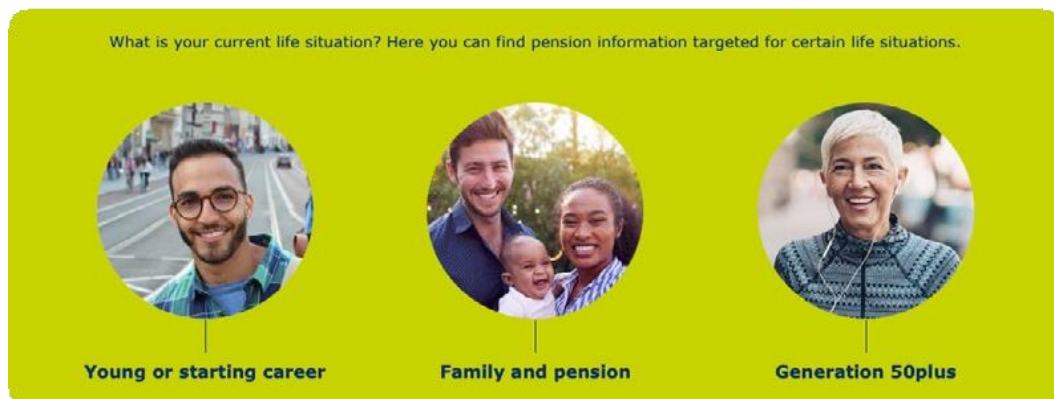 What is your current life situation? Here you can find pension information targeted for certain life situations.
Young or starting career
Family and pension
Generation 50plus